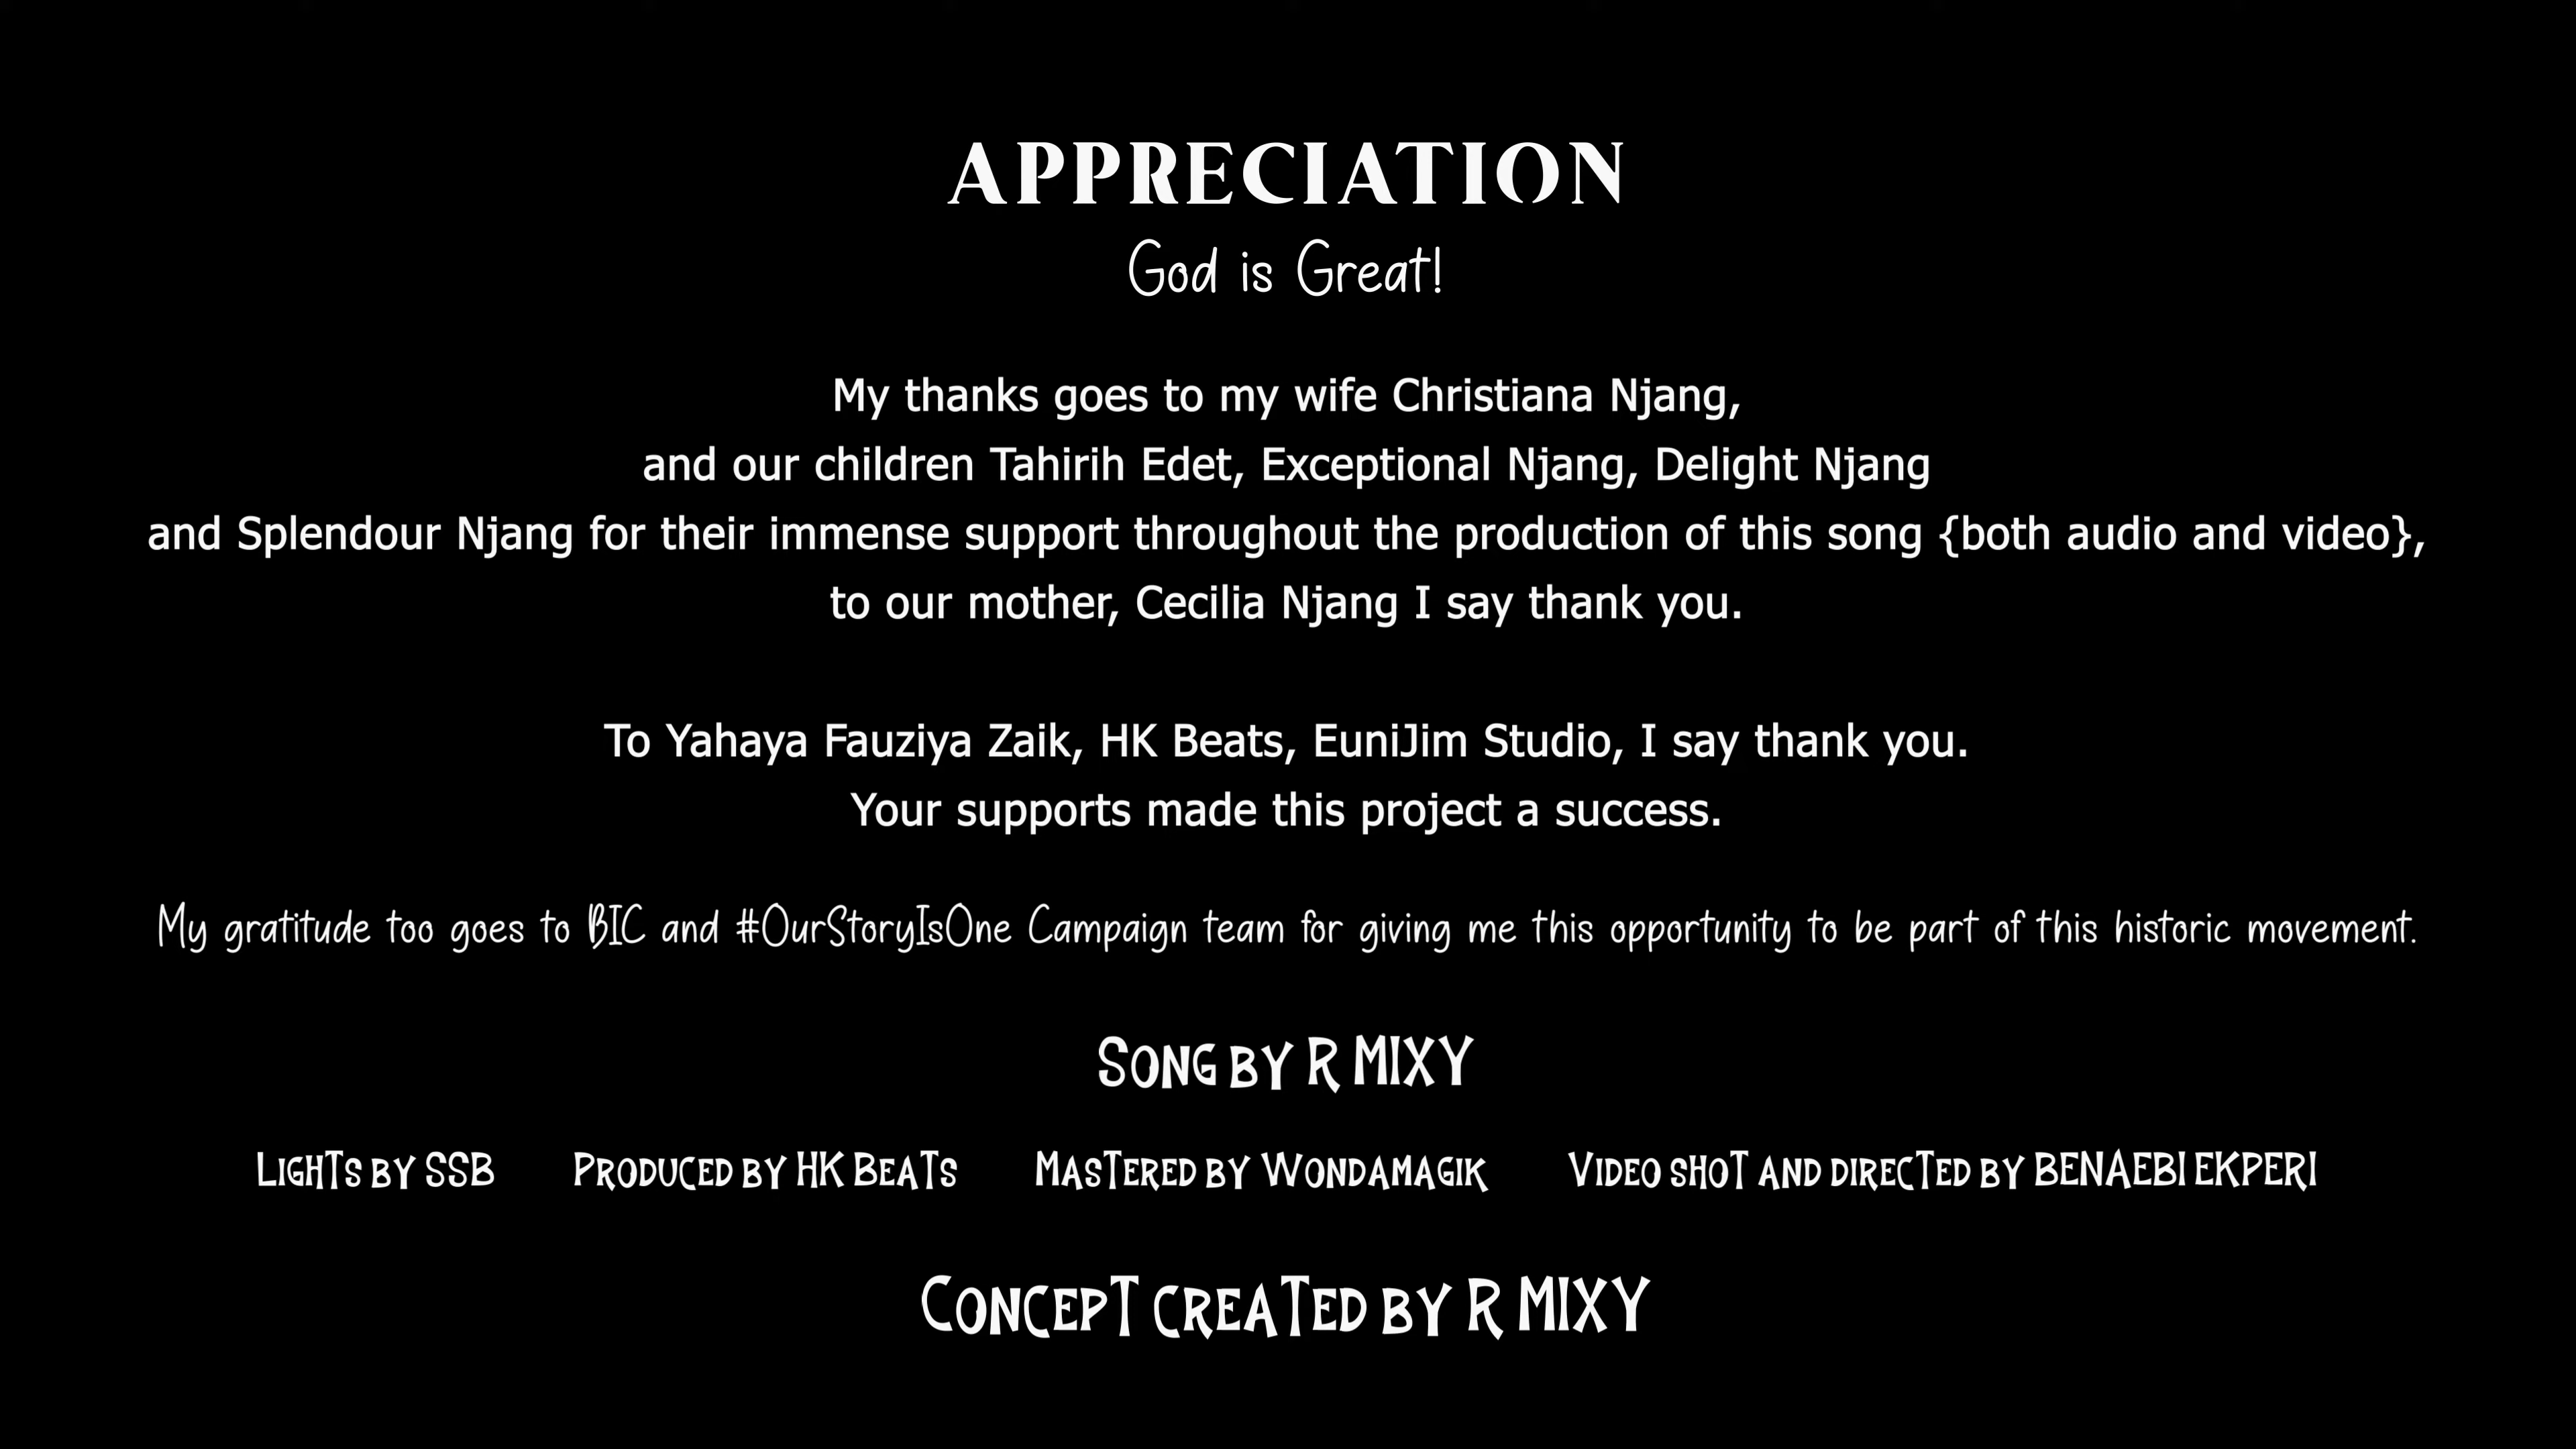 APPRECIATION
God is Great!
My thanks goes to my wife Christiana Njang,
and our children Tahirih Edet, Exceptional Njang, Delight Njang
and Splendour Njang for their immense support throughout the production of this song {both audio and video},
to our mother, Cecilia Njang I say thank you.
To Yahaya Fauziya Zaik, HK Beats, EuniJim Studio, I say thank you.
Your supports made this project a success.
My gratitude too goes to BIC and #OurStoryIsOne Campaign team for giving me this opportunity to be part of this historic movement.
Song by R MIXY
Lights by SSB Produced by HK Beats Mastered by Wondamagik Video shot and directed by BENAEBI EKPERI
Concept created by R MIXY